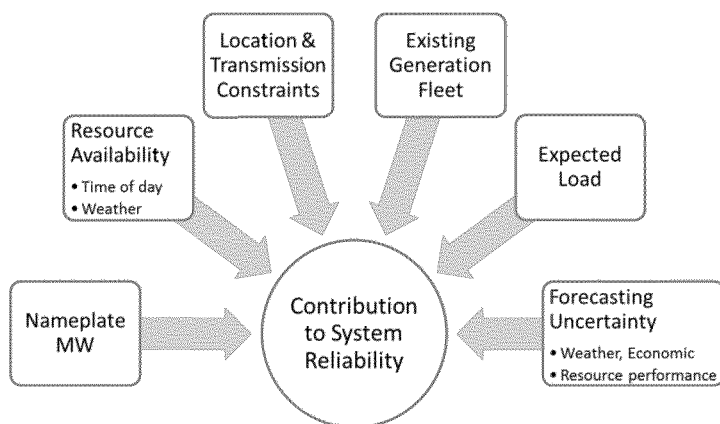 Location &
Transmission
Constraints
Existing
Generation
Fleet
Resource
Availability
• Time of day
• Weather
Expected
Load
Nameplate
MW
Contribution
to System
Reliability
Forecasting
Uncertainty
• Weather, Economic
• Resource performance